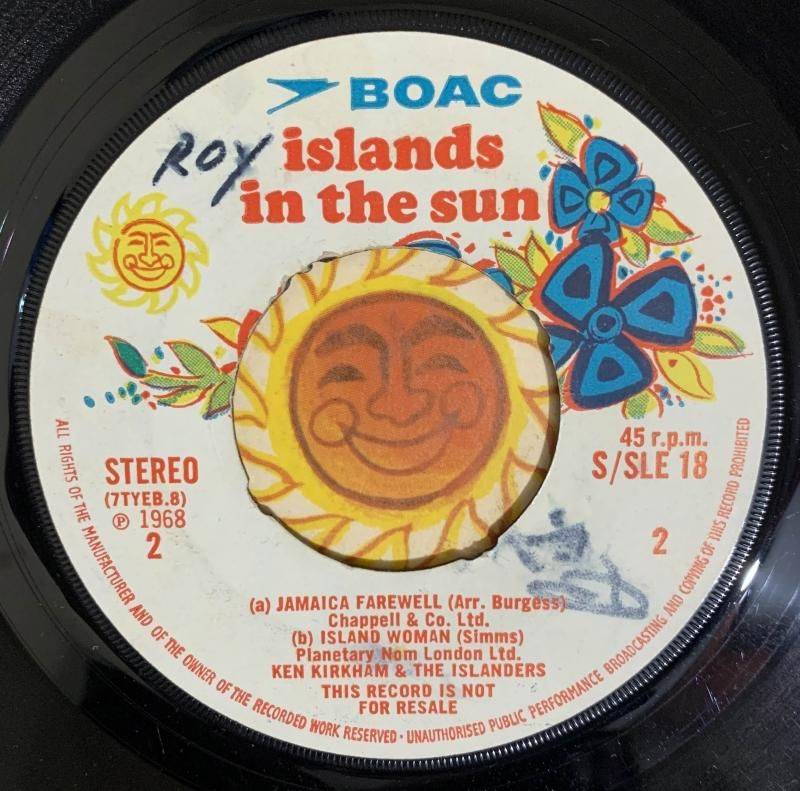 BOAC
ROY
islands
in the sun
STEREO
(7TYEB.8)
℗ 1968
2
45 r.p.m.
S/SLE 18
2
(a) JAMAICA FAREWELL (Arr. Burgess)
Chappell & Co. Ltd.
(b) ISLAND WOMAN (Simms)
Planetary Nom London Ltd.
KEN KIRKHAM & THE ISLANDERS
THIS RECORD IS NOT
FOR RESALE
ALL RIGHTS OF THE MANUFACTURER AND OF THE OWNER OF THE RECORDED WORK RESERVED · UNAUTHORISED PUBLIC PERFORMANCE BROADCASTING AND COPYING OF THIS RECORD PROHIBITED